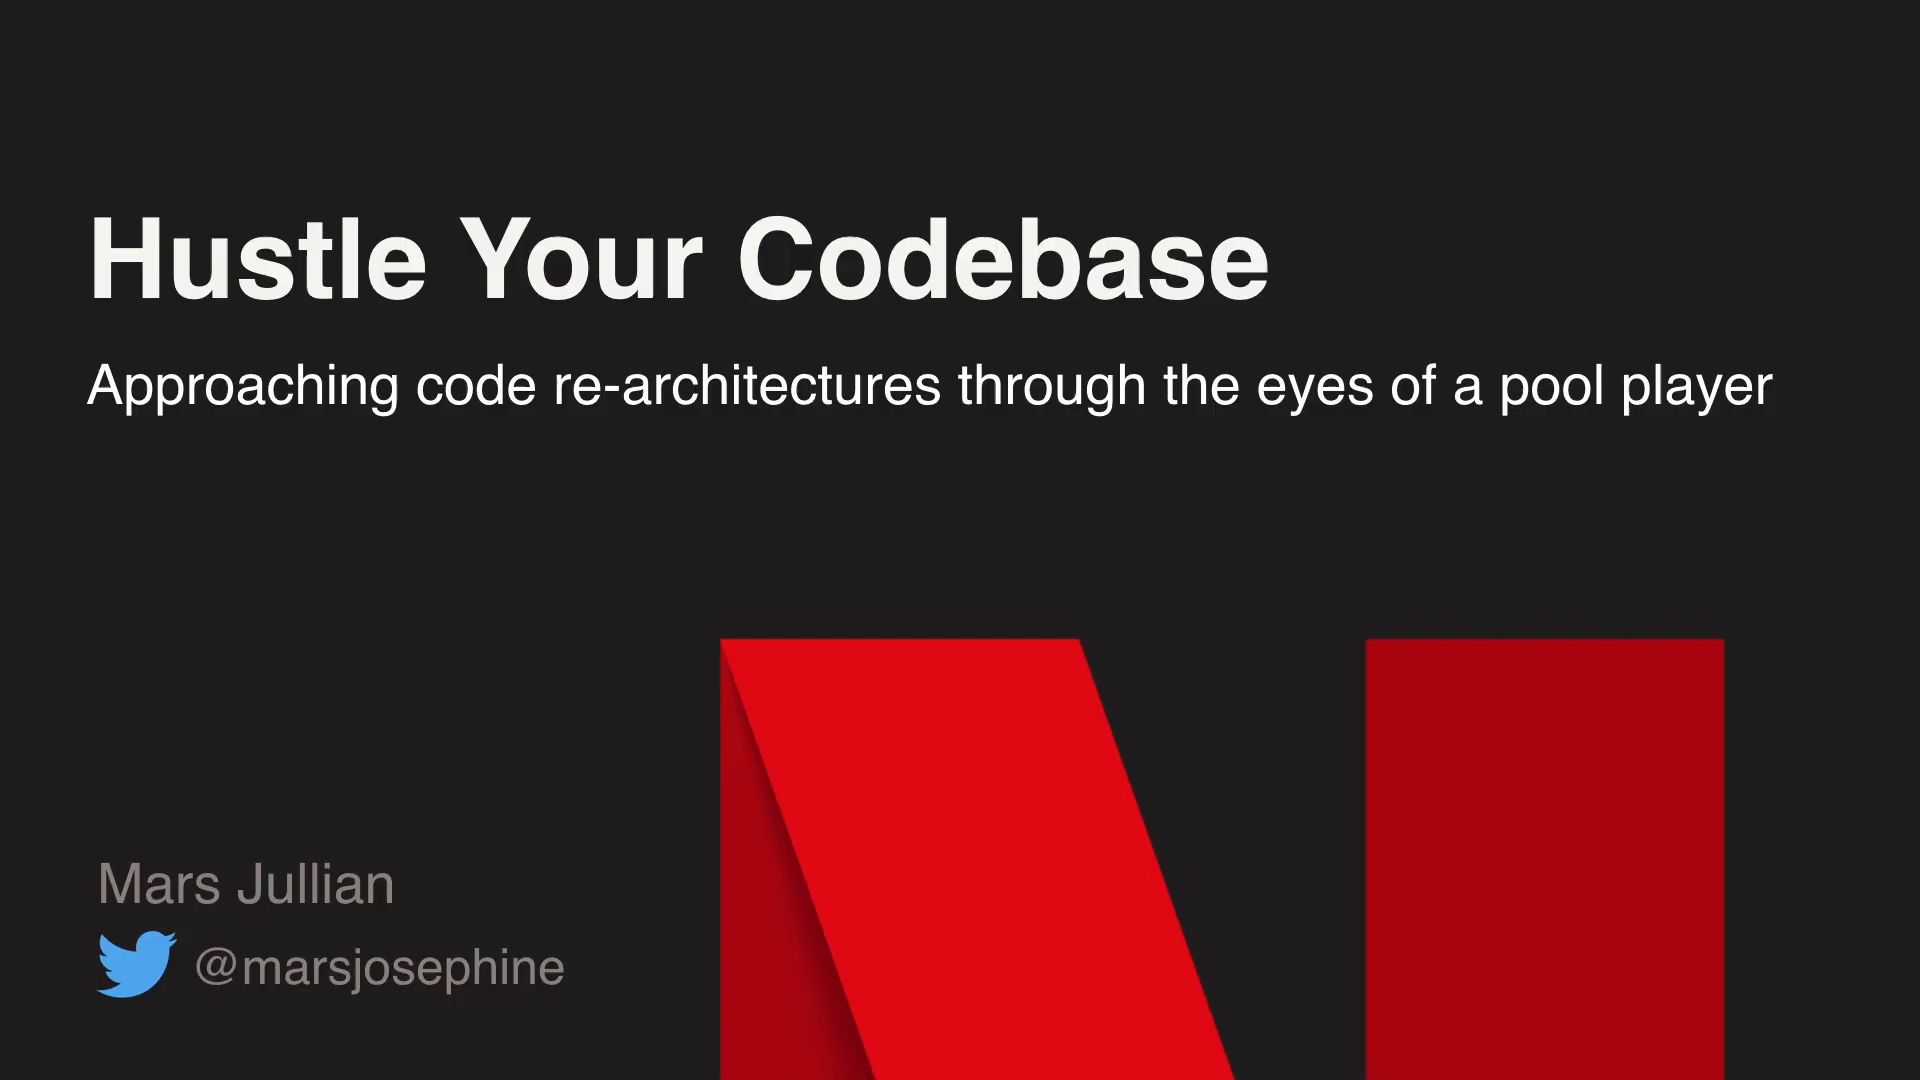 Hustle Your Codebase
Approaching code re-architectures through the eyes of a pool player
Mars Jullian
@marsjosephine